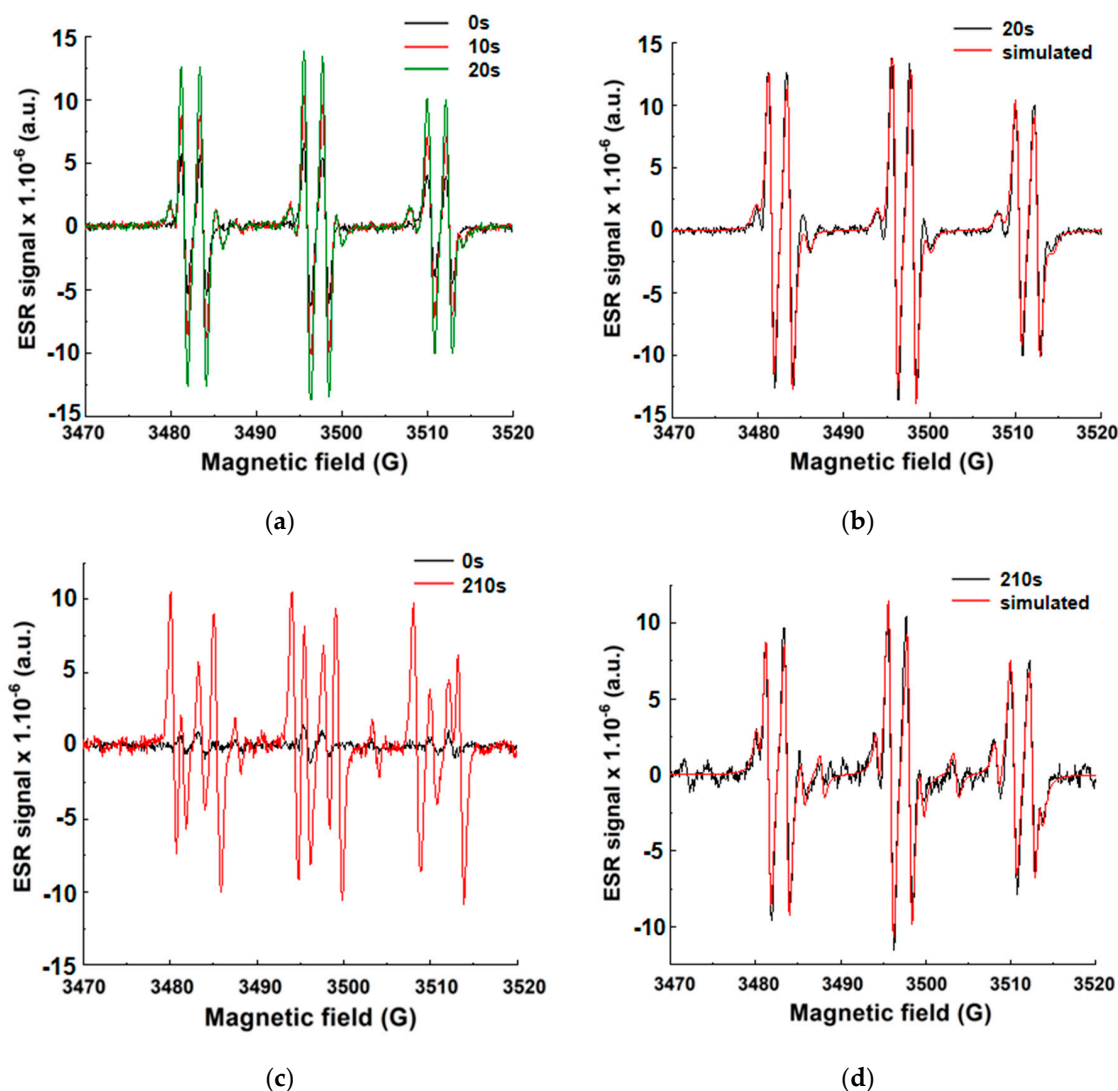 0s
10s
20s
15
10
5
0
-5
-10
-15
3470 3480 3490 3500 3510 3520
ESR signal x 1.10-6 (a.u.)
Magnetic field (G)
(a)
20s
simulated
15
10
5
0
-5
-10
-15
3470 3480 3490 3500 3510 3520
ESR signal x 1.10-6 (a.u.)
Magnetic field (G)
(b)
0s
210s
10
5
0
-5
-10
-15
3470 3480 3490 3500 3510 3520
ESR signal x 1.10-6 (a.u.)
Magnetic field (G)
(c)
210s
simulated
10
5
0
-5
-10
3470 3480 3490 3500 3510 3520
ESR signal x 1.10-6 (a.u.)
Magnetic field (G)
(d)